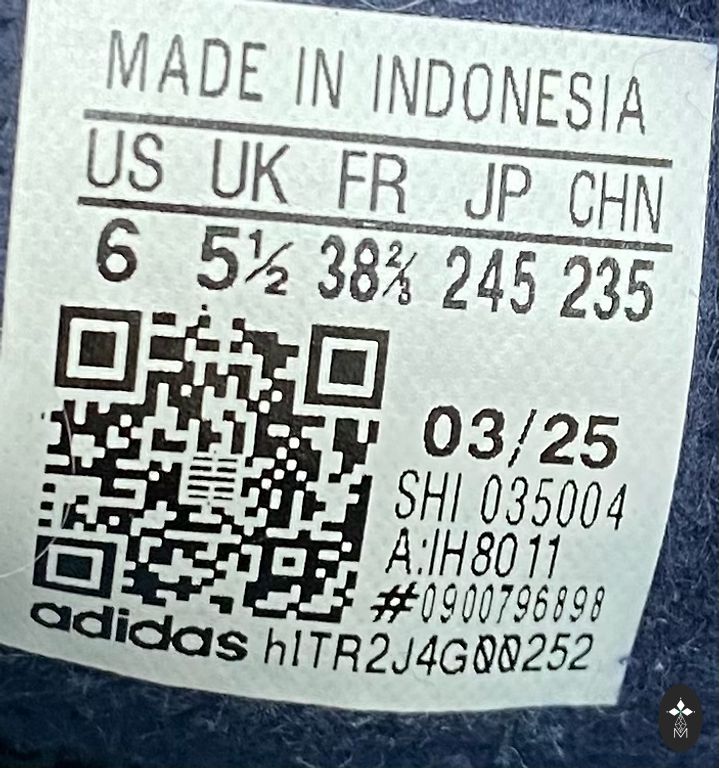 MADE IN INDONESIA
US UK FR JP CHN
6 5½ 38⅔ 245 235
03/25
SHI 035004
A:IH8011
#0900796898
adidas hITR2J4G00252
M